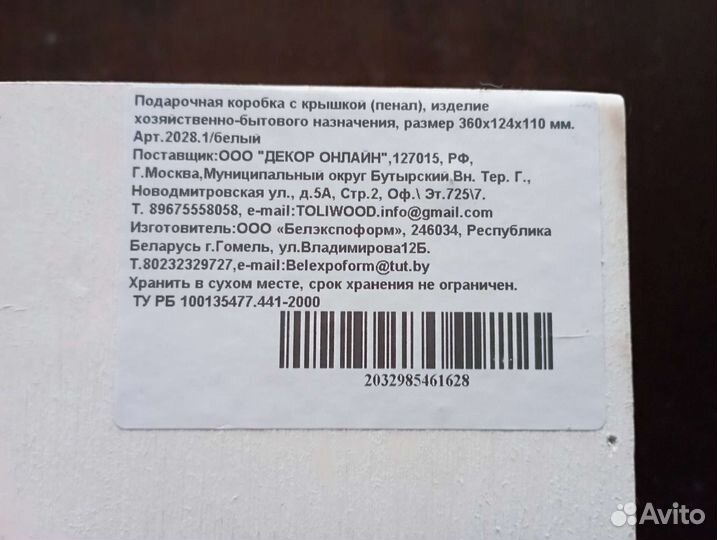 Подарочная коробка с крышкой (пенал), изделие
хозяйственно-бытового назначения, размер 360х124х110 мм.
Арт.2028.1/белый
Поставщик:ООО "ДЕКОР ОНЛАЙН",127015, РФ,
Г.Москва,Муниципальный округ Бутырский Вн. Тер. Г.,
Новодмитровская ул., д.5А, Стр.2, Оф.\ Эт.725\7.
Т. 89675558058, e-mail:TOLIWOOD.info@gmail.com
Изготовитель:ООО «Белэкспоформ», 246034, Республика
Беларусь г.Гомель, ул.Владимирова12Б.
Т.80232329727,e-mail:Belexpoform@tut.by
Хранить в сухом месте, срок хранения не ограничен.
ТУ РБ 100135477.441-2000
2032985461628
Avito